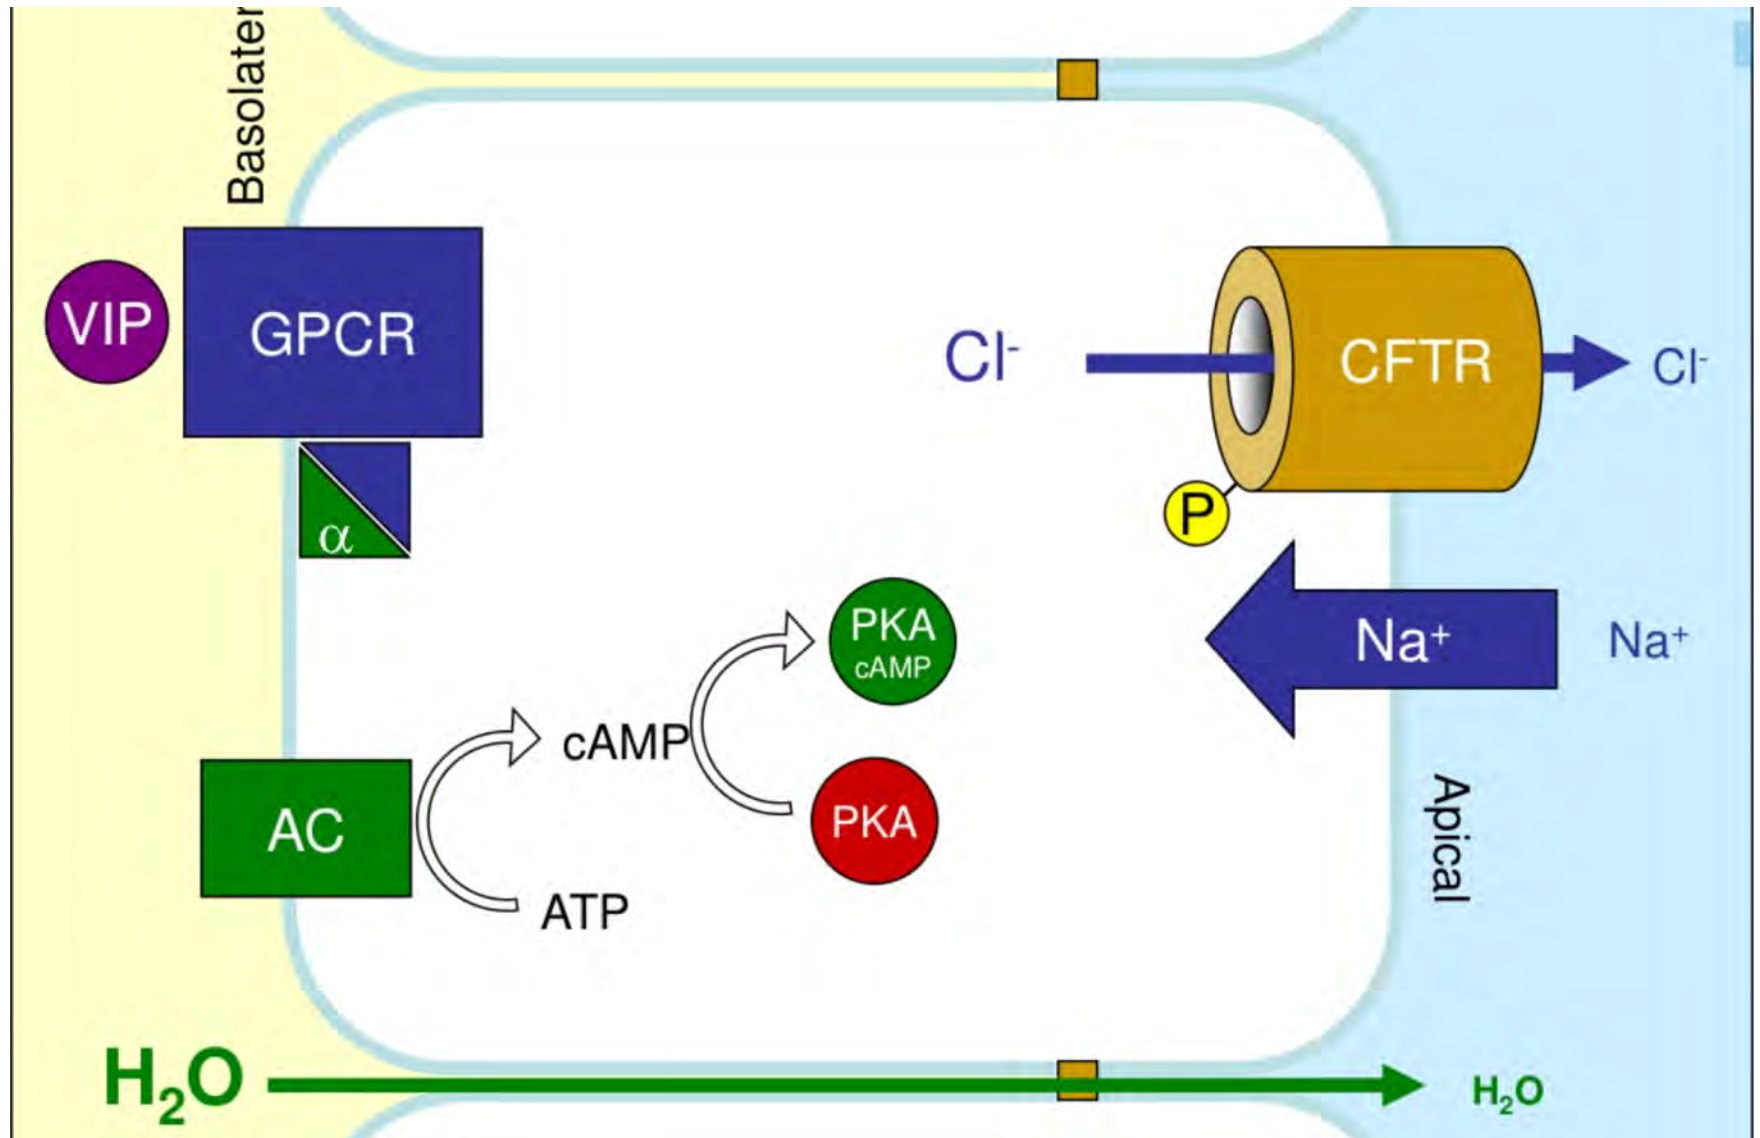 Basolater
VIP
GPCR
α
Cl⁻
CFTR
Cl⁻
P
Na⁺
Na⁺
PKA
cAMP
cAMP
PKA
AC
ATP
Apical
H₂O
H₂O